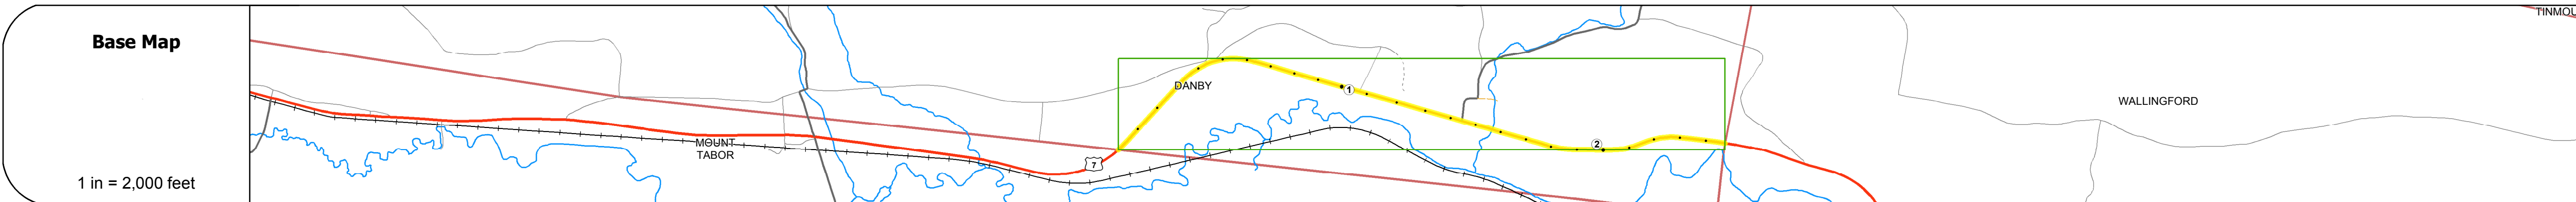 Base Map
1 in = 2,000 feet
MOUNT
TABOR
7
DANBY
1
2
WALLINGFORD
TINMOU